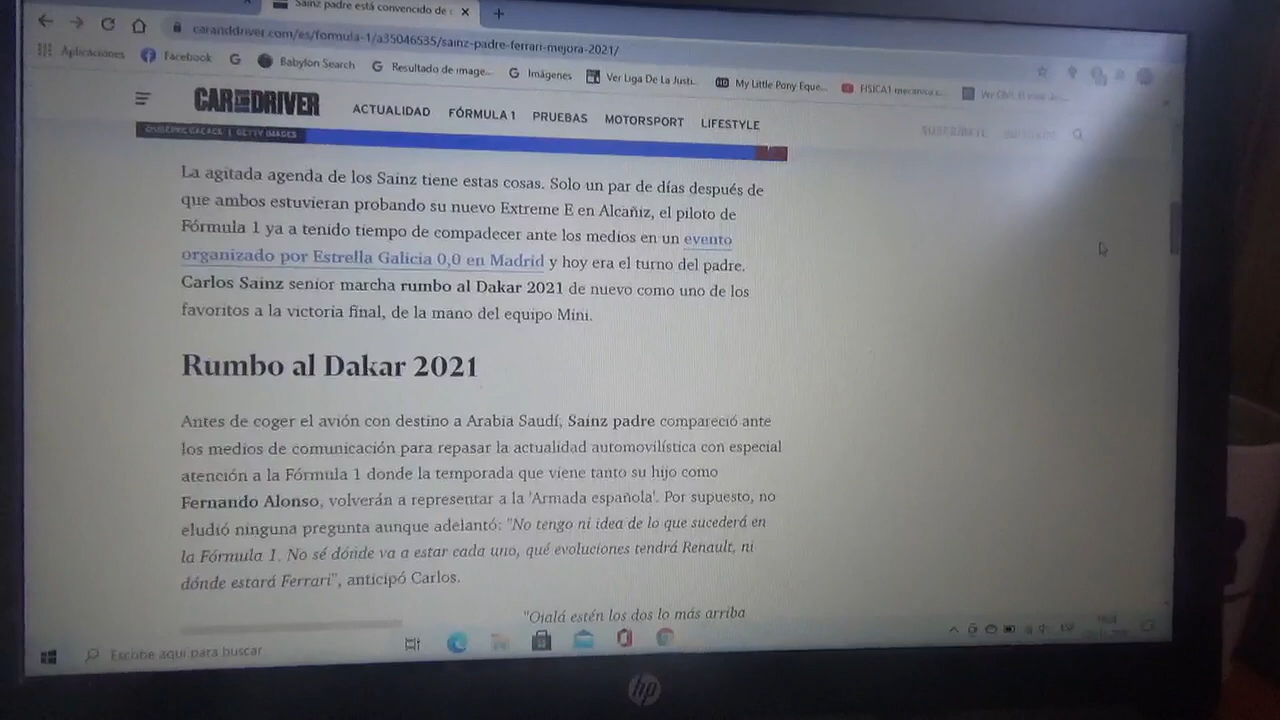 Sainz padre está convencido de
caranddriver.com/es/formula-1/a35046535/sainz-padre-ferrari-mejora-2021/
Aplicaciones Facebook Babylon Search Resultado de image... Imágenes Ver Liga De La Justi... My Little Pony Eque... FISICA1 mecanica c...
CAR AND DRIVER ACTUALIDAD FÓRMULA 1 PRUEBAS MOTORSPORT LIFESTYLE
SUSCRÍBETE
GETTY IMAGES
La agitada agenda de los Sainz tiene estas cosas. Solo un par de días después de
que ambos estuvieran probando su nuevo Extreme E en Alcañiz, el piloto de
Fórmula 1 ya a tenido tiempo de compadecer ante los medios en un evento
organizado por Estrella Galicia 0,0 en Madrid y hoy era el turno del padre.
Carlos Sainz senior marcha rumbo al Dakar 2021 de nuevo como uno de los
favoritos a la victoria final, de la mano del equipo Mini.
Rumbo al Dakar 2021
Antes de coger el avión con destino a Arabia Saudí, Sainz padre compareció ante
los medios de comunicación para repasar la actualidad automovilística con especial
atención a la Fórmula 1 donde la temporada que viene tanto su hijo como
Fernando Alonso, volverán a representar a la 'Armada española'. Por supuesto, no
eludió ninguna pregunta aunque adelantó: "No tengo ni idea de lo que sucederá en
la Fórmula 1. No sé dónde va a estar cada uno, qué evoluciones tendrá Renault, ni
dónde estará Ferrari", anticipó Carlos.
"Ojalá estén los dos lo más arriba
Escribe aquí para buscar
hp